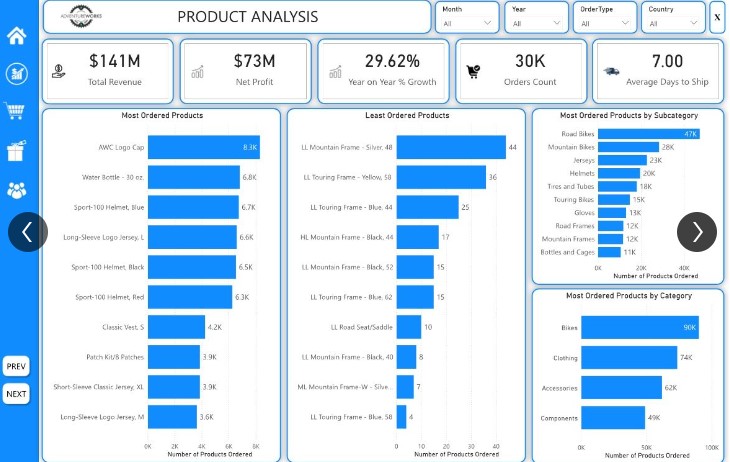 ADVENTUREWORKS
PRODUCT ANALYSIS
Month
All
Year
All
OrderType
All
Country
All
X
$141M
Total Revenue
$73M
Net Profit
29.62%
Year on Year % Growth
30K
Orders Count
7.00
Average Days to Ship
Most Ordered Products
AWC Logo Cap 8.3K
Water Bottle - 30 oz. 6.8K
Sport-100 Helmet, Blue 6.7K
Long-Sleeve Logo Jersey, L 6.6K
Sport-100 Helmet, Black 6.5K
Sport-100 Helmet, Red 6.3K
Classic Vest, S 4.2K
Patch Kit/8 Patches 3.9K
Short-Sleeve Classic Jersey, XL 3.9K
Long-Sleeve Logo Jersey, M 3.6K
0K 2K 4K 6K 8K
Number of Products Ordered
Least Ordered Products
LL Mountain Frame - Silver, 48 44
LL Touring Frame - Yellow, 50 36
LL Touring Frame - Blue, 44 25
HL Mountain Frame - Black, 44 17
LL Mountain Frame - Black, 52 15
LL Touring Frame - Blue, 62 15
LL Road Seat/Saddle 10
LL Mountain Frame - Black, 40 8
ML Mountain Frame-W - Silve... 7
LL Touring Frame - Blue, 58 4
0 10 20 30 40
Number of Products Ordered
Most Ordered Products by Subcategory
Road Bikes 47K
Mountain Bikes 28K
Jerseys 23K
Helmets 20K
Tires and Tubes 18K
Touring Bikes 15K
Gloves 13K
Road Frames 12K
Mountain Frames 12K
Bottles and Cages 11K
0K 20K 40K
Number of Products Ordered
Most Ordered Products by Category
Bikes 90K
Clothing 74K
Accessories 62K
Components 49K
0K 50K 100K
Number of Products Ordered
PREV
NEXT